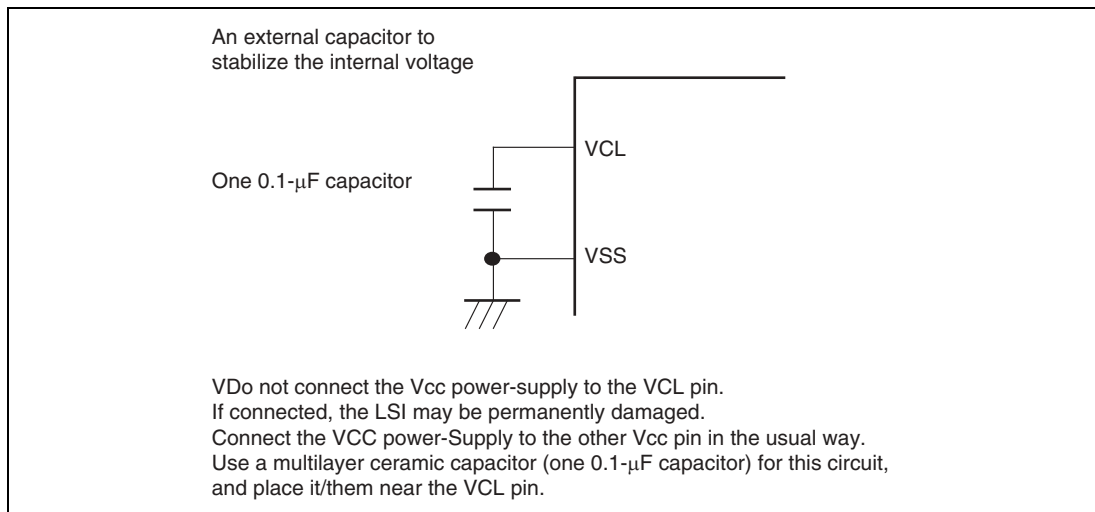 An external capacitor to
stabilize the internal voltage
VCL
One 0.1-μF capacitor
VSS
VDo not connect the Vcc power-supply to the VCL pin.
If connected, the LSI may be permanently damaged.
Connect the VCC power-Supply to the other Vcc pin in the usual way.
Use a multilayer ceramic capacitor (one 0.1-μF capacitor) for this circuit,
and place it/them near the VCL pin.